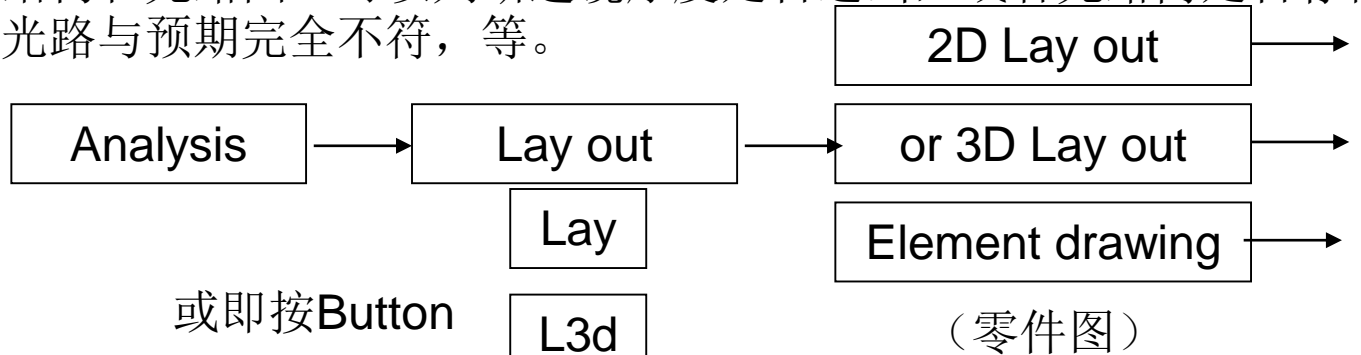 光路与预期完全不符，等。
2D Lay out
Analysis
Lay out
or 3D Lay out
Lay
Element drawing
或即按Button
L3d
（零件图）